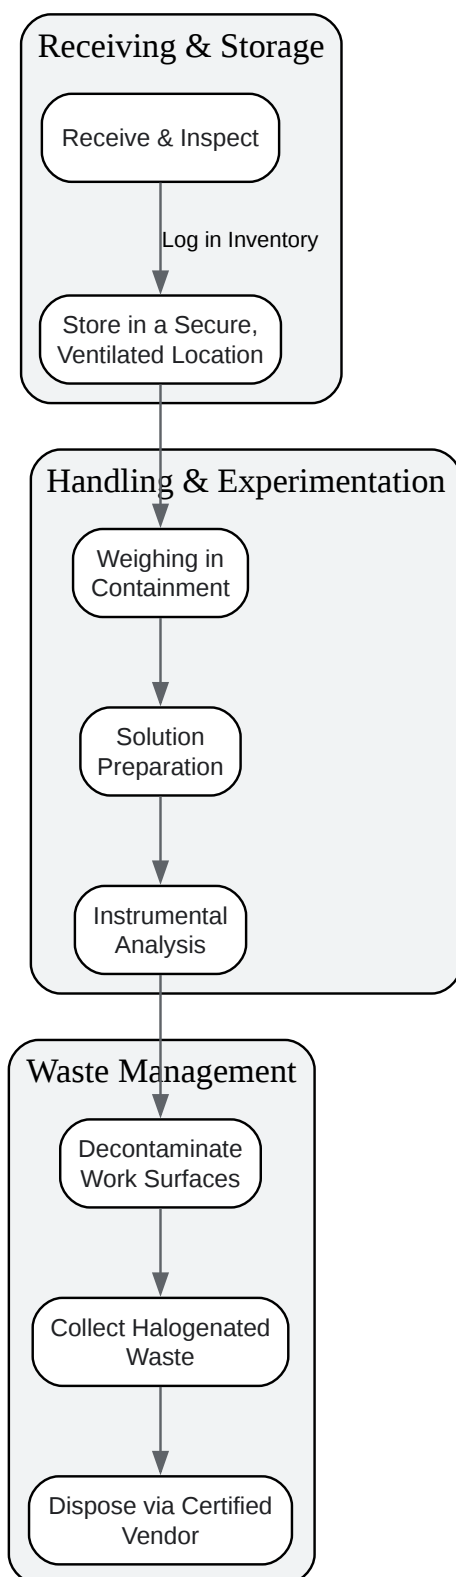 Receiving & Storage
Receive & Inspect
Log in Inventory
Store in a Secure,
Ventilated Location
Handling & Experimentation
Weighing in
Containment
Solution
Preparation
Instrumental
Analysis
Waste Management
Decontaminate
Work Surfaces
Collect Halogenated
Waste
Dispose via Certified
Vendor